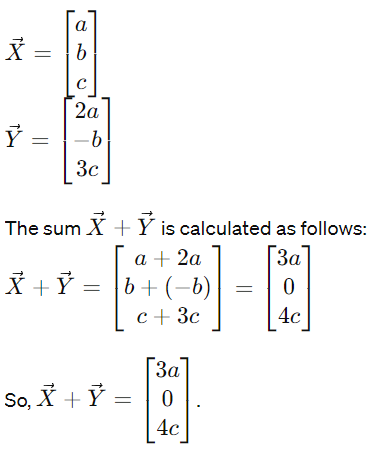 $\vec{X} = \begin{bmatrix} a \\ b \\ c \end{bmatrix}$
$\vec{Y} = \begin{bmatrix} 2a \\ -b \\ 3c \end{bmatrix}$
The sum $\vec{X} + \vec{Y}$ is calculated as follows:
$\vec{X} + \vec{Y} = \begin{bmatrix} a + 2a \\ b + (-b) \\ c + 3c \end{bmatrix} = \begin{bmatrix} 3a \\ 0 \\ 4c \end{bmatrix}$
So, $\vec{X} + \vec{Y} = \begin{bmatrix} 3a \\ 0 \\ 4c \end{bmatrix}$.